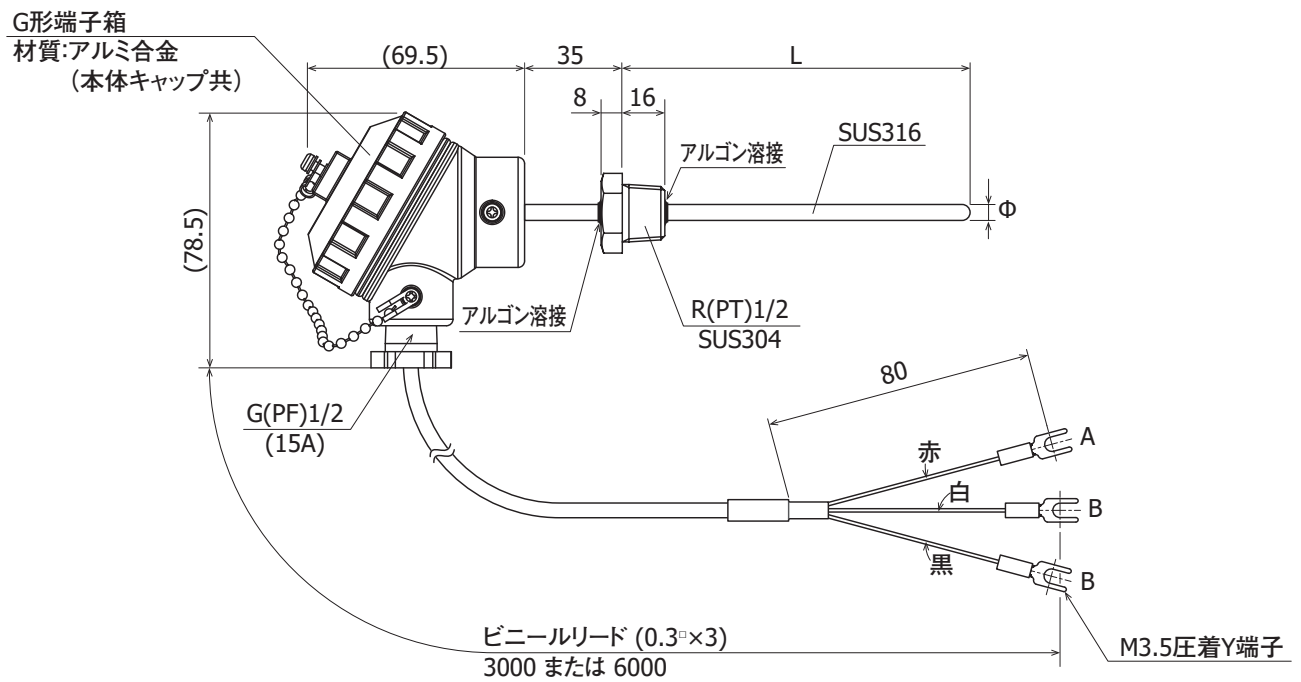 G形端子箱
材質:アルミ合金
(本体キャップ共)
(69.5)
35
L
8
16
SUS316
アルゴン溶接
Φ
(78.5)
アルゴン溶接
R(PT)1/2
SUS304
G(PF)1/2
(15A)
80
赤
A
白
B
黒
B
ビニールリード (0.3□×3)
3000 または 6000
M3.5圧着Y端子